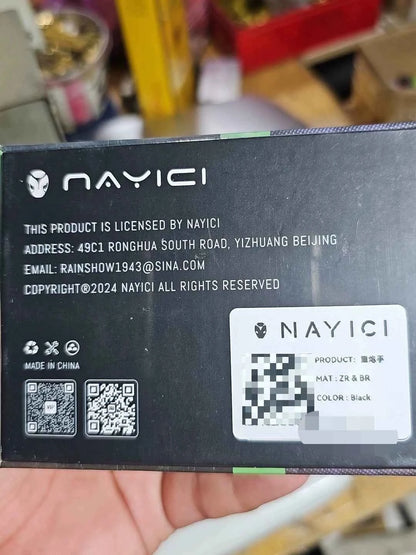 NAYICI
THIS PRODUCT IS LICENSED BY NAYICI
ADDRESS: 49C1 RONGHUA SOUTH ROAD, YIZHUANG BEIJING
EMAIL: RAINSHOW1943@SINA.COM
COPYRIGHT®2024 NAYICI ALL RIGHTS RESERVED
MADE IN CHINA
VIP
NAYICI
PRODUCT:
MAT : ZR & BR
COLOR : Black